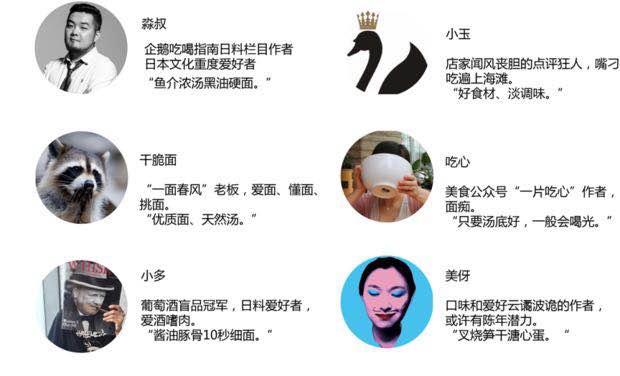 淼叔
企鹅吃喝指南日料栏目作者
日本文化重度爱好者
“鱼介浓汤黑油硬面。”
小玉
店家闻风丧胆的点评狂人，嘴刁
吃遍上海滩。
“好食材、淡调味。”
干脆面
“一面春风”老板，爱面、懂面、
挑面。
“优质面、天然汤。”
吃心
美食公众号“一片吃心”作者，
面痴。
“只要汤底好，一般会喝光。”
小多
葡萄酒盲品冠军，日料爱好者，
爱酒嗜肉。
“酱油豚骨10秒细面。”
美伢
口味和爱好云谲波诡的作者，
或许有陈年潜力。
“叉烧笋干溏心蛋。“